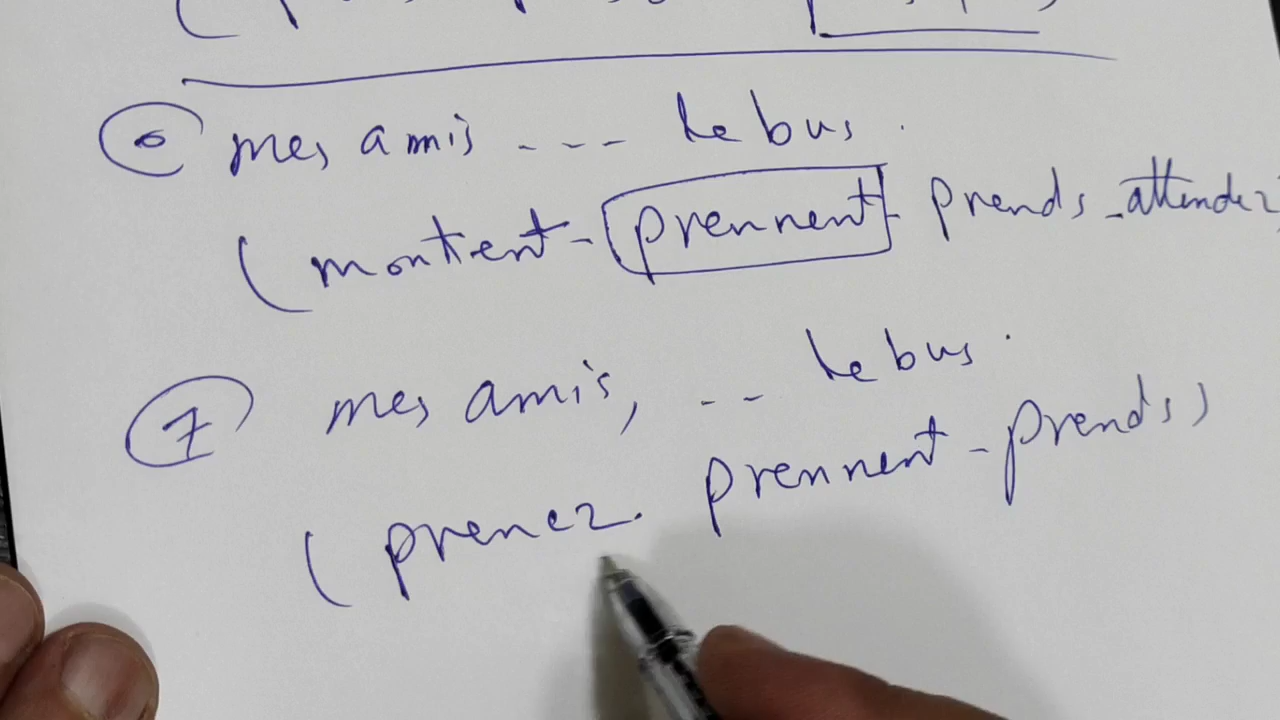 6 mes amis - - - le bus.
( montent - prennent - prends - attendez
7 mes amis, - - le bus.
( prenez. prennent - prends )